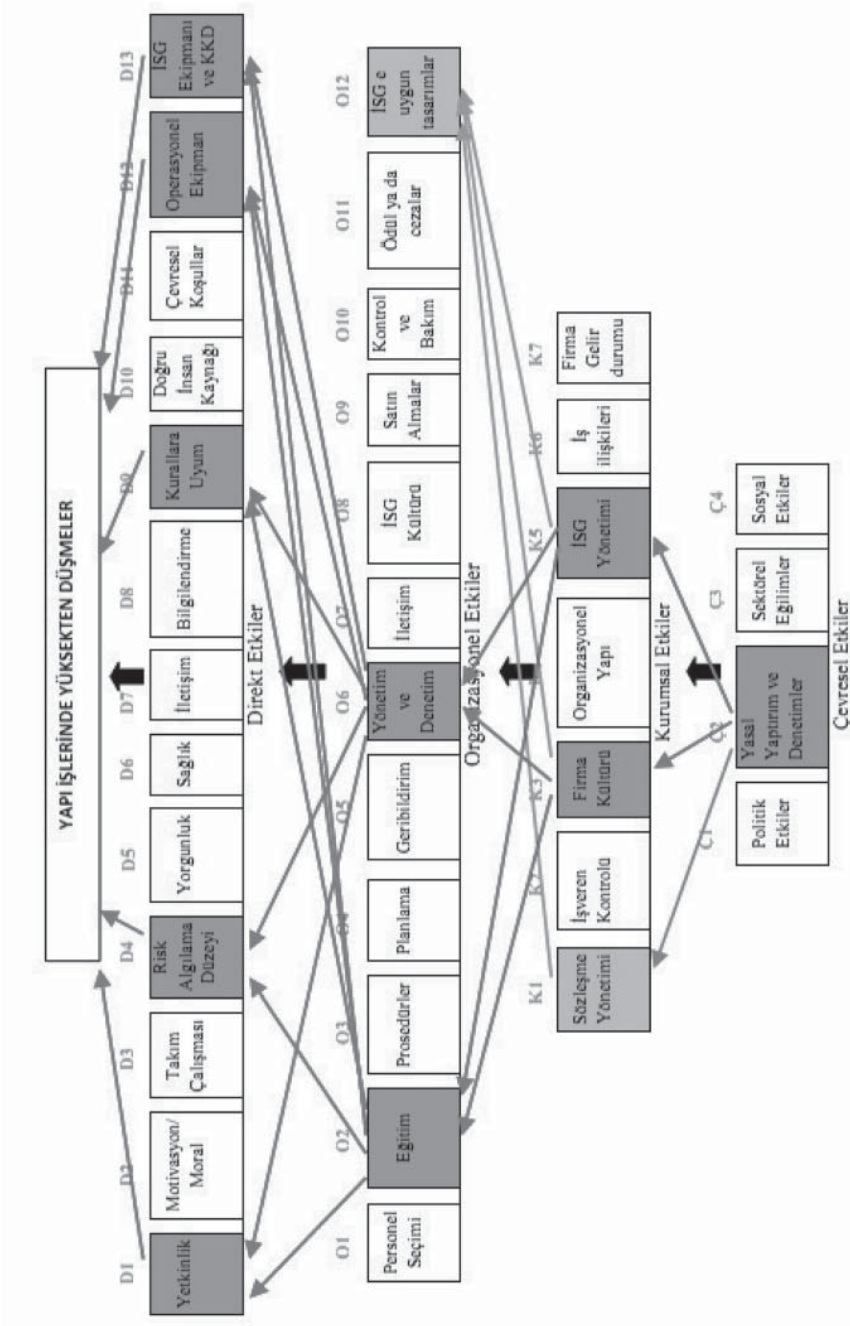 YAPI İŞLERİNDE YÜKSEKTEN DÜŞMELER
D1
D2
D3
D4
D5
D6
D7
D8
D9
D10
D11
D12
D13
Yetkinlik
Motivasyon/
Moral
Takım
Çalışması
Risk
Algılama
Düzeyi
Yorgunluk
Sağlık
İletişim
Bilgilendirme
Kurallara
Uyum
Doğru
İnsan
Kaynağı
Çevresel
Koşullar
Operasyonel
Ekipman
İSG
Ekipmanı
ve KKD
Direkt Etkiler
O1
O2
O3
O4
O5
O6
O7
O8
O9
O10
O11
O12
Personel
Seçimi
Eğitim
Prosedürler
Planlama
Geribildirim
Yönetim
ve
Denetim
İletişim
İSG
Kültürü
Satın
Almalar
Kontrol
ve
Bakım
Ödül ya da
cezalar
İSG e
uygun
tasarımlar
Organizasyonel Etkiler
K1
K2
K3
K5
K6
K7
Sözleşme
Yönetimi
İşveren
Kontrolü
Firma
Kültürü
Organizasyonel
Yapı
İSG
Yönetimi
İş
ilişkileri
Firma
Gelir
durumu
Kurumsal Etkiler
Ç1
Ç2
Ç3
Ç4
Politik
Etkiler
Yasal
Yaptırım ve
Denetimler
Sektörel
Eğilimler
Sosyal
Etkiler
Çevresel Etkiler